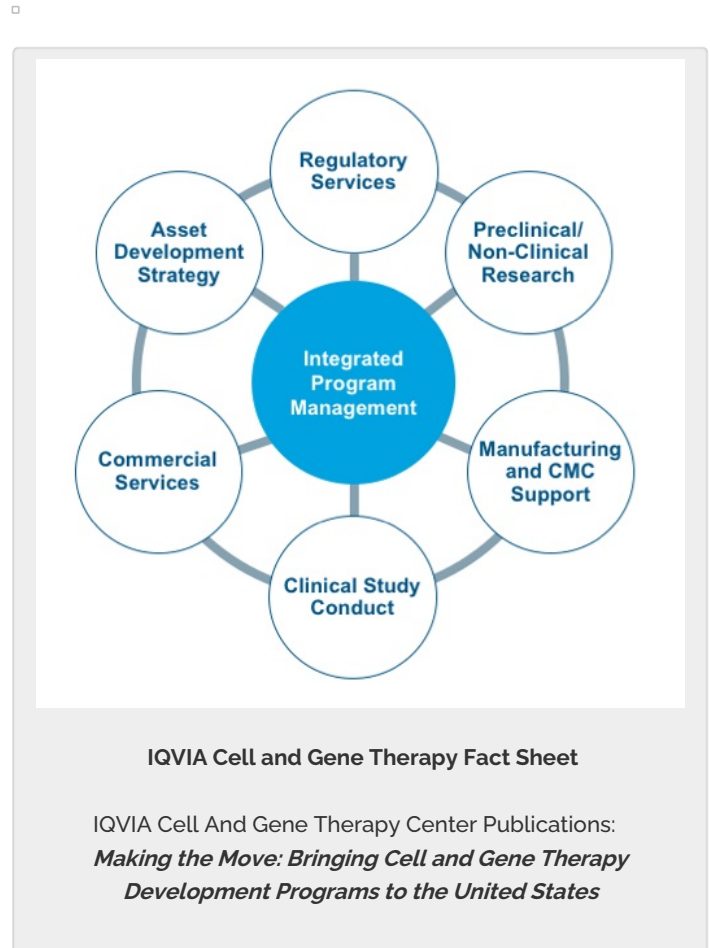 Regulatory
Services
Asset
Development
Strategy
Preclinical/
Non-Clinical
Research
Integrated
Program
Management
Commercial
Services
Manufacturing
and CMC
Support
Clinical Study
Conduct
IQVIA Cell and Gene Therapy Fact Sheet
IQVIA Cell And Gene Therapy Center Publications:
Making the Move: Bringing Cell and Gene Therapy
Development Programs to the United States